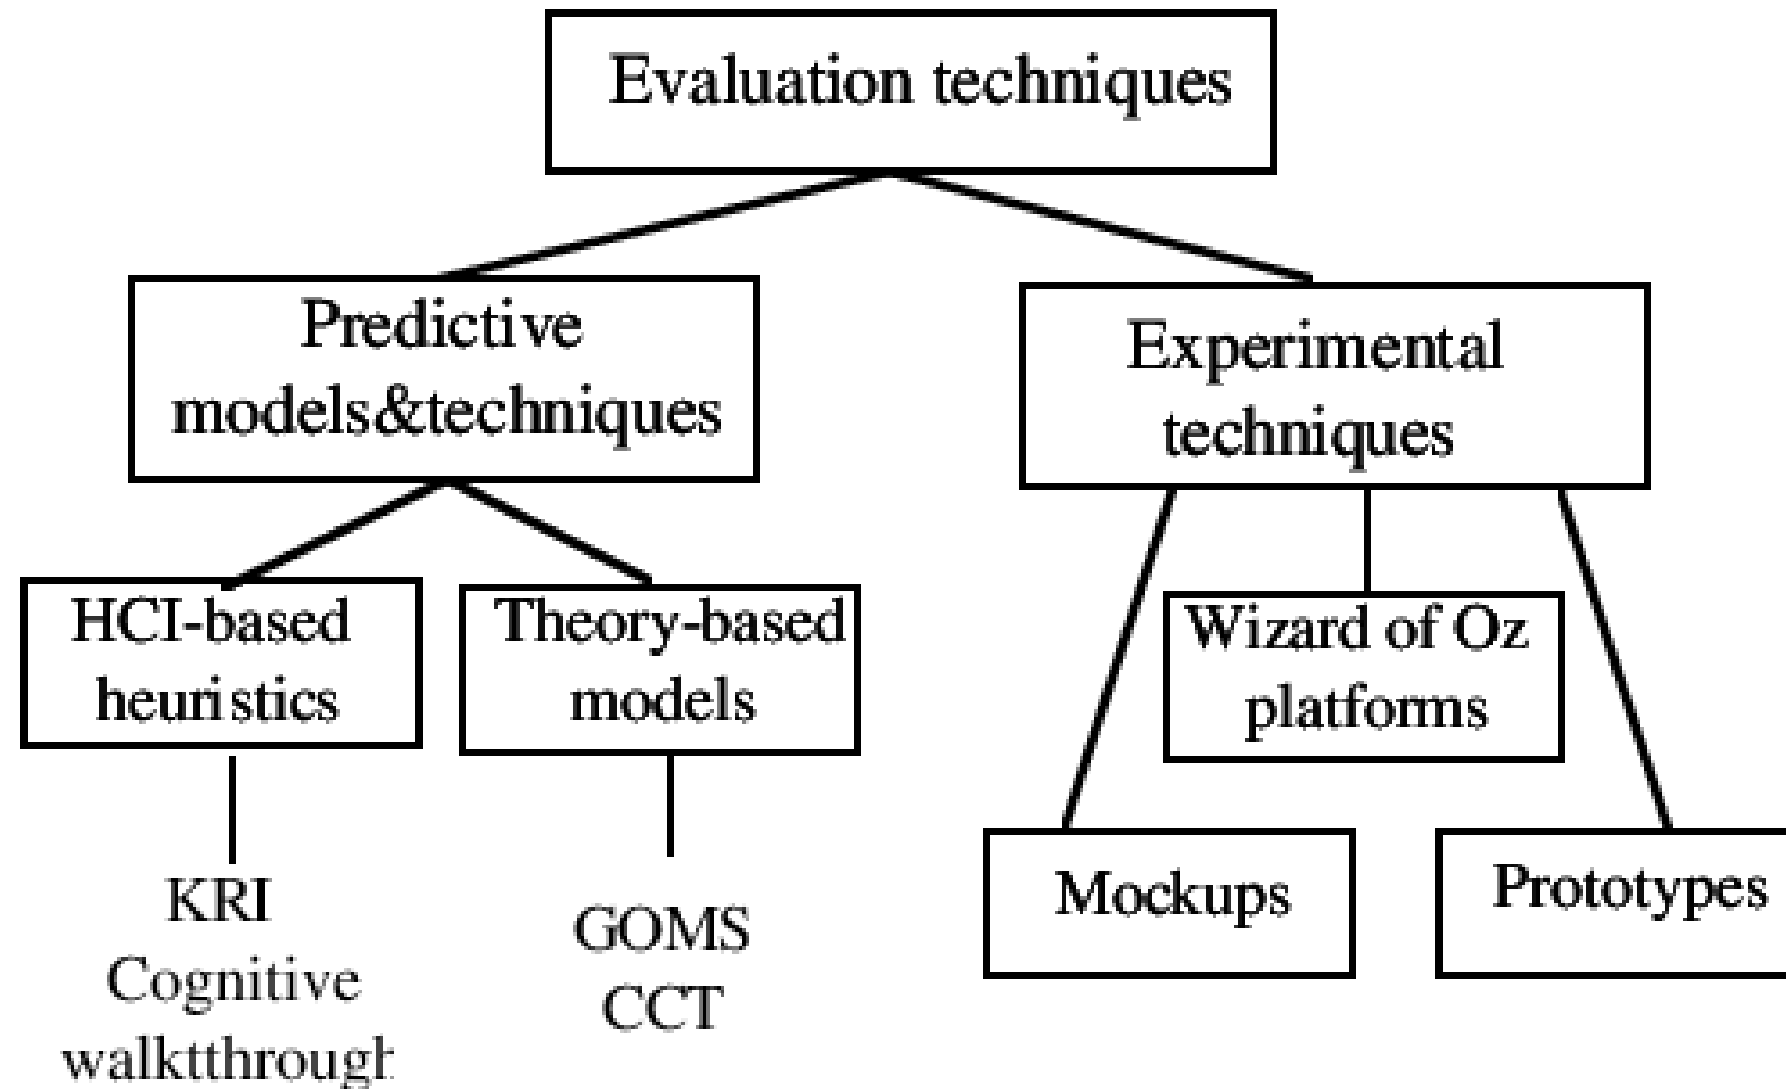 Evaluation techniques
Predictive
models&techniques
Experimental
techniques
HCI-based
heuristics
Theory-based
models
Wizard of Oz
platforms
Mockups
Prototypes
KRI
Cognitive
walktthrough
GOMS
CCT